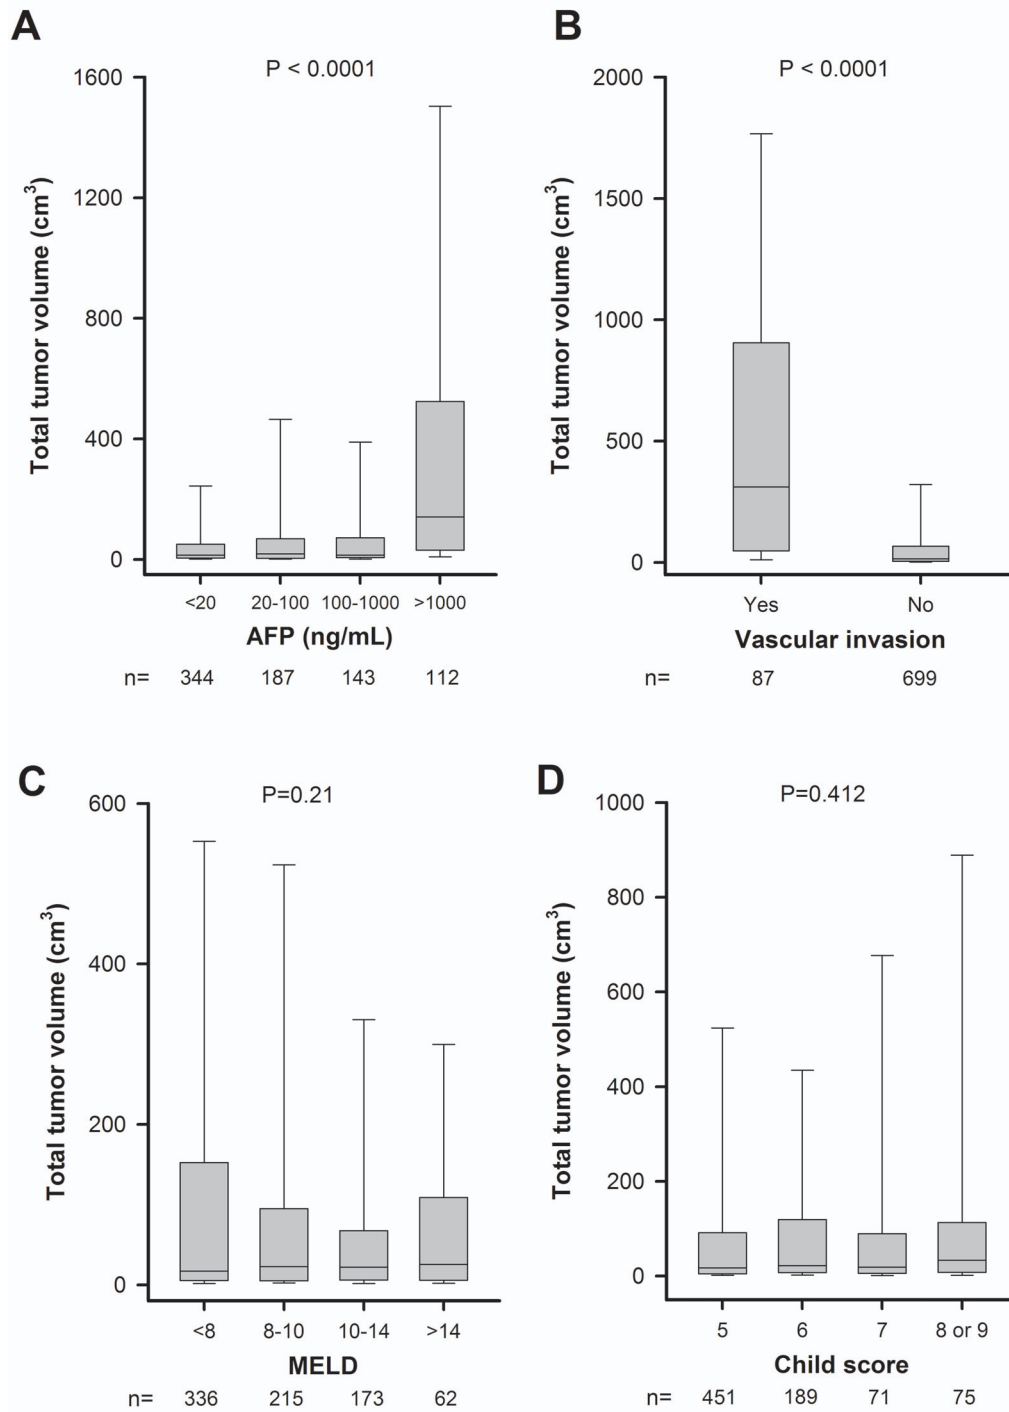 A
P < 0.0001
Total tumor volume (cm³)
1600
1200
800
400
0
<20 20-100 100-1000 >1000
AFP (ng/mL)
n= 344 187 143 112
B
P < 0.0001
Total tumor volume (cm³)
2000
1500
1000
500
0
Yes No
Vascular invasion
n= 87 699
C
P=0.21
Total tumor volume (cm³)
600
400
200
0
<8 8-10 10-14 >14
MELD
n= 336 215 173 62
D
P=0.412
Total tumor volume (cm³)
1000
800
600
400
200
0
5 6 7 8 or 9
Child score
n= 451 189 71 75